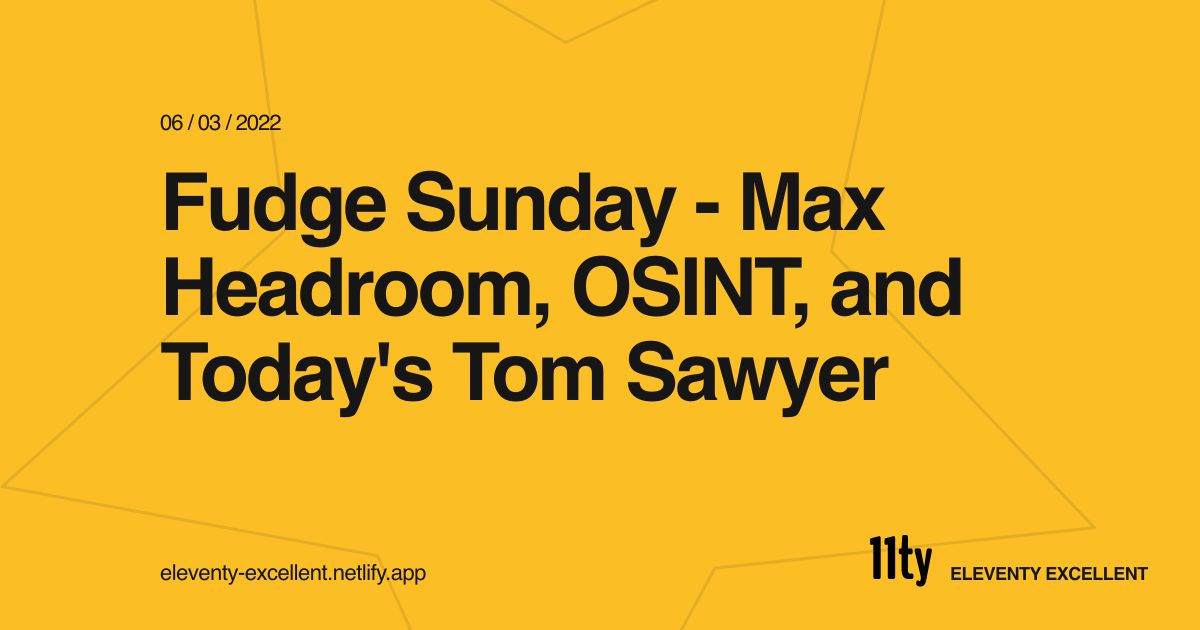 06 / 03 / 2022
Fudge Sunday - Max
Headroom, OSINT, and
Today's Tom Sawyer
eleventy-excellent.netlify.app
11ty ELEVENTY EXCELLENT